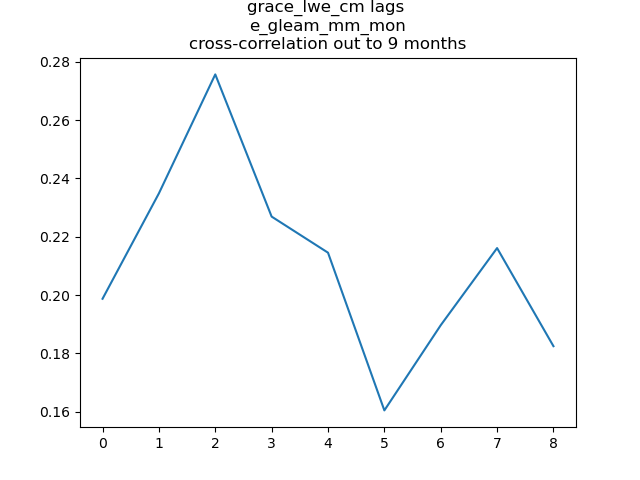 grace_lwe_cm lags
e_gleam_mm_mon
cross-correlation out to 9 months
0.28
0.26
0.24
0.22
0.20
0.18
0.16
0 1 2 3 4 5 6 7 8